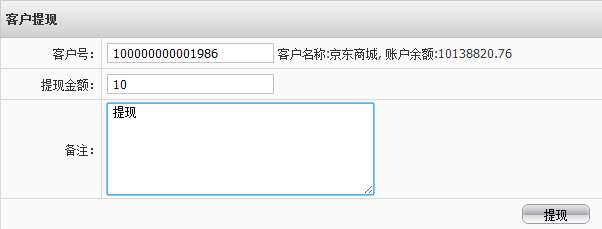 客户提现
客户号: 100000000001986 客户名称:京东商城, 账户余额:10138820.76
提现金额: 10
备注: 提现
提现